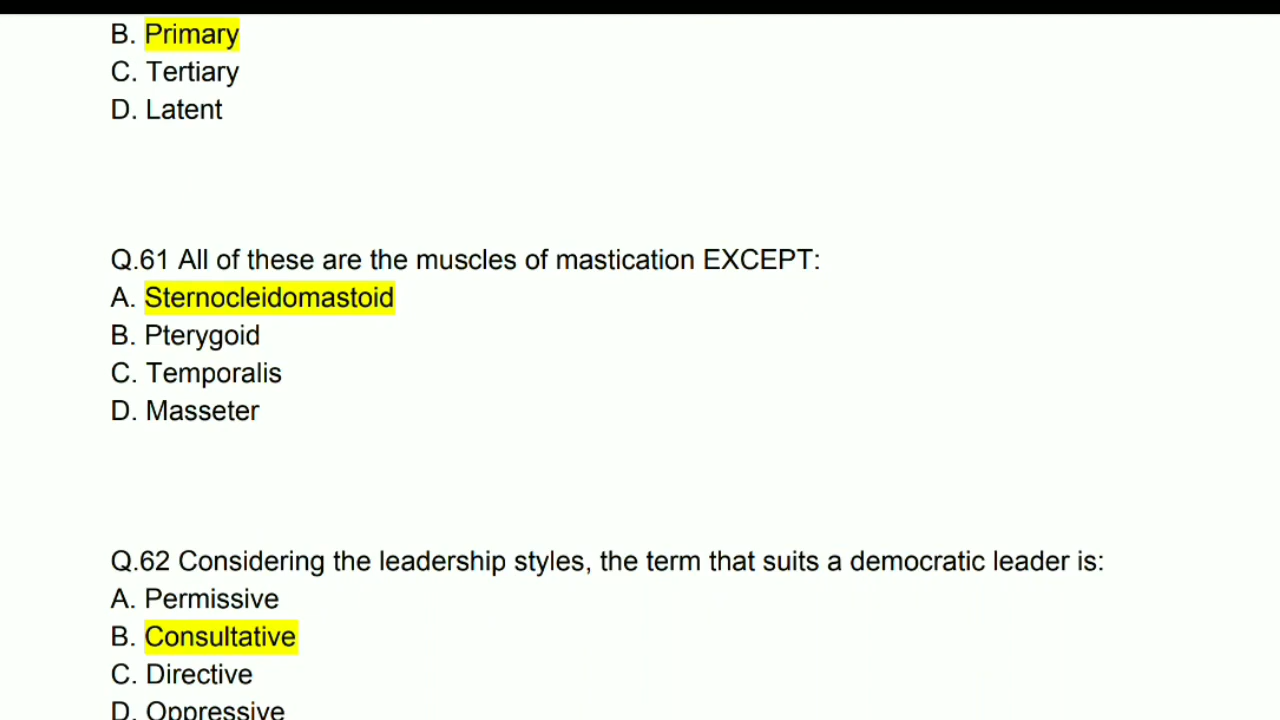 B. Primary
C. Tertiary
D. Latent
Q.61 All of these are the muscles of mastication EXCEPT:
A. Sternocleidomastoid
B. Pterygoid
C. Temporalis
D. Masseter
Q.62 Considering the leadership styles, the term that suits a democratic leader is:
A. Permissive
B. Consultative
C. Directive
D. Oppressive